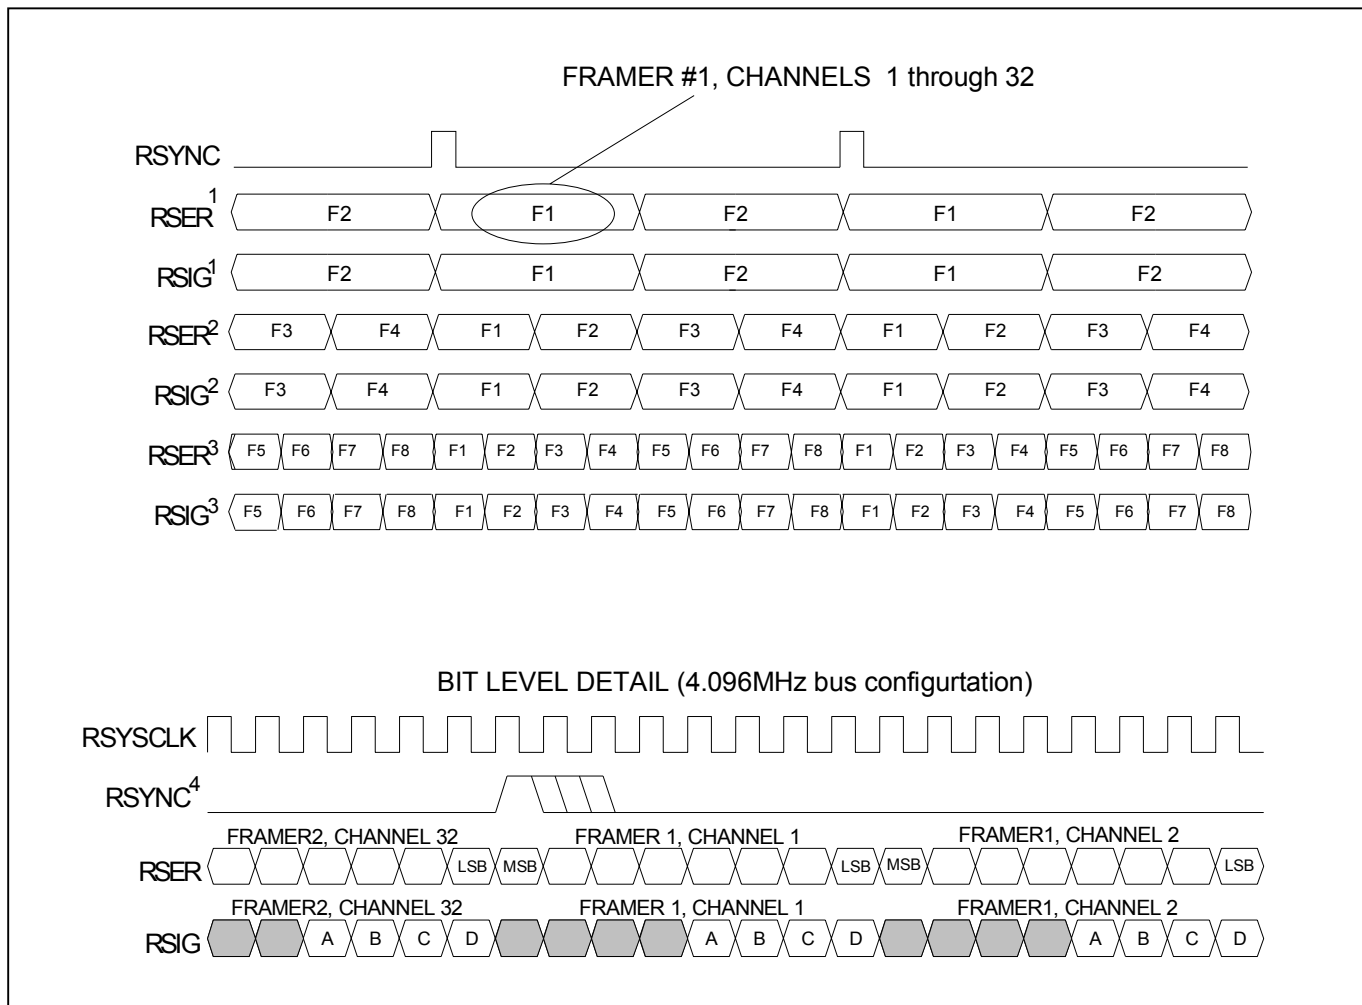 FRAMER #1, CHANNELS 1 through 32
RSYNC
RSER1 F2 F1 F2 F1 F2
RSIG1 F2 F1 F2 F1 F2
RSER2 F3 F4 F1 F2 F3 F4 F1 F2 F3 F4
RSIG2 F3 F4 F1 F2 F3 F4 F1 F2 F3 F4
RSER3 F5 F6 F7 F8 F1 F2 F3 F4 F5 F6 F7 F8 F1 F2 F3 F4 F5 F6 F7 F8
RSIG3 F5 F6 F7 F8 F1 F2 F3 F4 F5 F6 F7 F8 F1 F2 F3 F4 F5 F6 F7 F8
BIT LEVEL DETAIL (4.096MHz bus configurtation)
RSYSCLK
RSYNC4
FRAMER2, CHANNEL 32 FRAMER 1, CHANNEL 1 FRAMER1, CHANNEL 2
RSER LSB MSB LSB MSB LSB
FRAMER2, CHANNEL 32 FRAMER 1, CHANNEL 1 FRAMER1, CHANNEL 2
RSIG A B C D A B C D A B C D